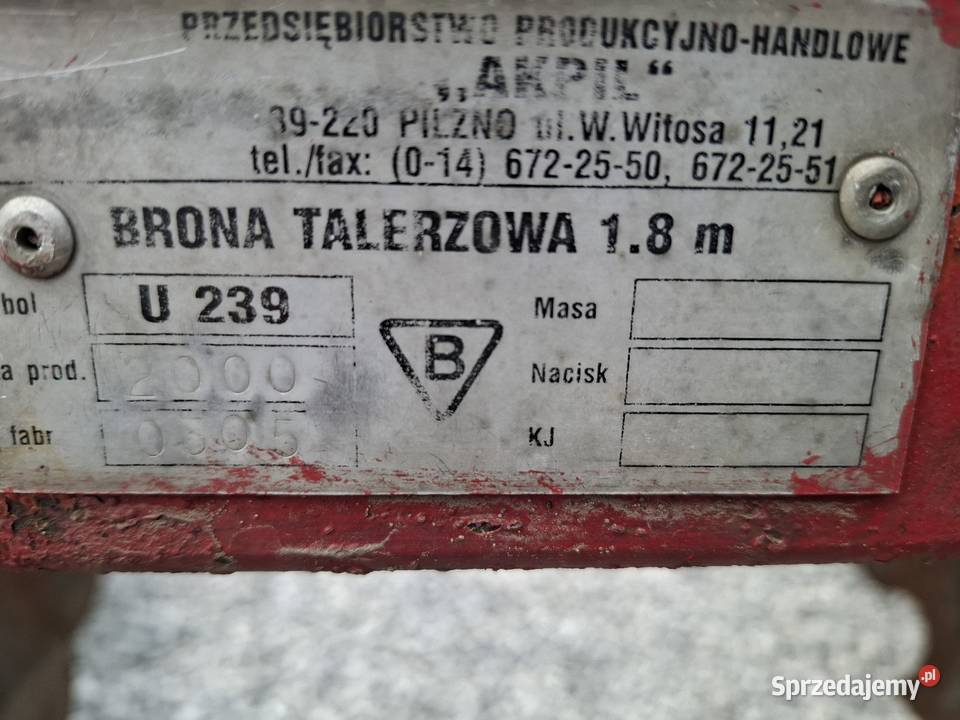 PRZEDSIĘBIORSTWO PRODUKCYJNO-HANDLOWE
„AKPIL“
39-220 PILZNO ul.W.Witosa 11,21
tel./fax: (0-14) 672-25-50, 672-25-51
BRONA TALERZOWA 1.8 m
bol U 239 Masa
B
a prod. 2000 Nacisk
fabr KJ
Sprzedajemy.pl